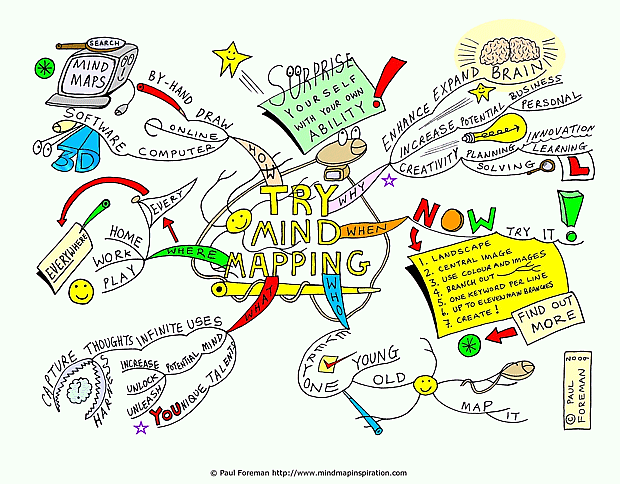 SEARCH
MIND
MAPS
BY-HAND
DRAW
ONLINE
SOFTWARE
COMPUTER
3D
HOW
SURPRISE
YOURSELF
WITH YOUR OWN
ABILITY
ENHANCE EXPAND BRAIN
INCREASE POTENTIAL
BUSINESS
PERSONAL
CREATIVITY
PLANNING
INNOVATION
LEARNING
SOLVING
L
WHY
TRY
MIND
MAPPING
WHEN
NOW
TRY IT
1. LANDSCAPE
2. CENTRAL IMAGE
3. USE COLOUR AND IMAGES
4. BRANCH OUT
5. ONE KEYWORD PER LINE
6. UP TO ELEVEN MAIN BRANCHES
7. CREATE!
FIND OUT
MORE
WHERE
EVERY
EVERYWHERE
HOME
WORK
PLAY
WHAT
CAPTURE THOUGHTS INFINITE USES
HARNESS
INCREASE POTENTIAL MIND
UNLOCK
UNLEASH
YOUNIQUE TALENTS
WHO
EVERYONE
YOUNG
OLD
MAP IT
NO 09
© PAUL
FOREMAN
© Paul Foreman http://www.mindmapinspiration.com